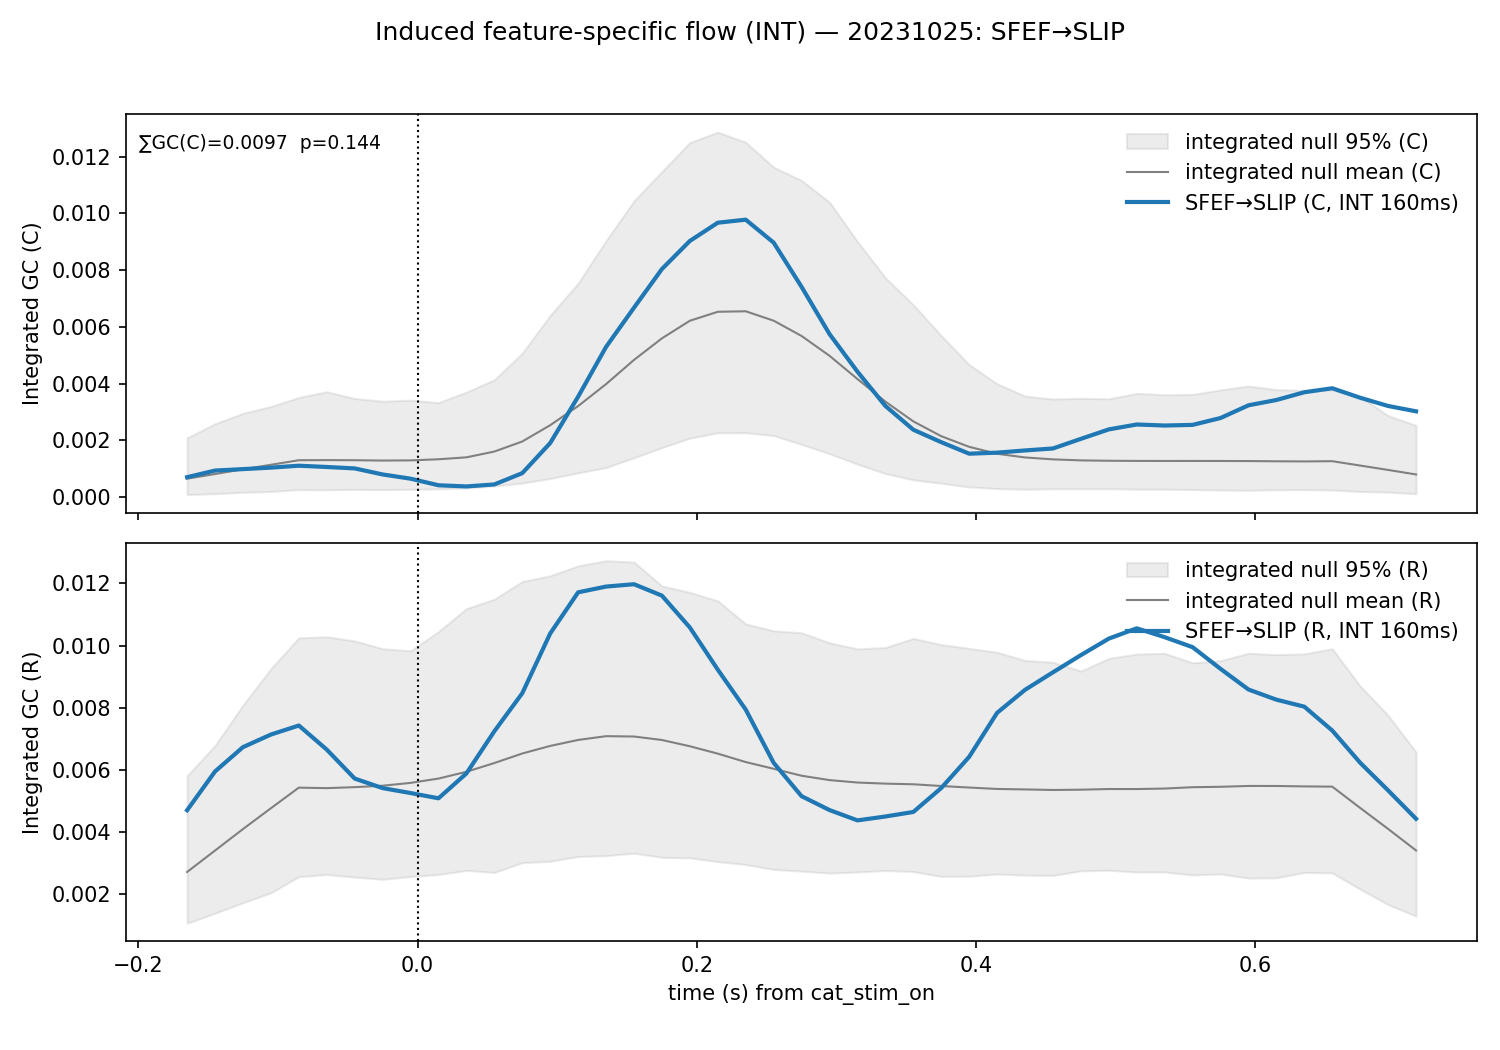 Induced feature-specific flow (INT) — 20231025: SFEF→SLIP
∑GC(C)=0.0097  p=0.144
integrated null 95% (C)
integrated null mean (C)
SFEF→SLIP (C, INT 160ms)
Integrated GC (C)
0.012
0.010
0.008
0.006
0.004
0.002
0.000
integrated null 95% (R)
integrated null mean (R)
SFEF→SLIP (R, INT 160ms)
Integrated GC (R)
0.012
0.010
0.008
0.006
0.004
0.002
−0.2
0.0
0.2
0.4
0.6
time (s) from cat_stim_on